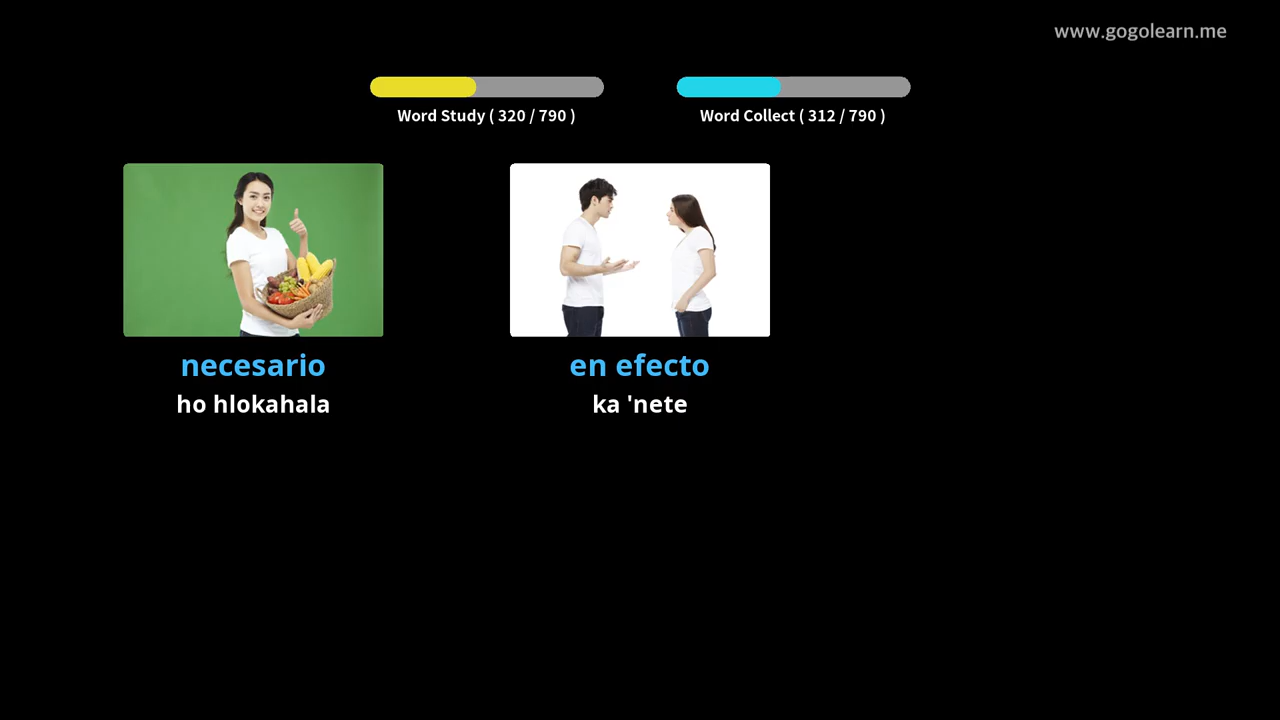 www.gogolearn.me
Word Study ( 320 / 790 )
Word Collect ( 312 / 790 )
necesario
ho hlokahala
en efecto
ka 'nete